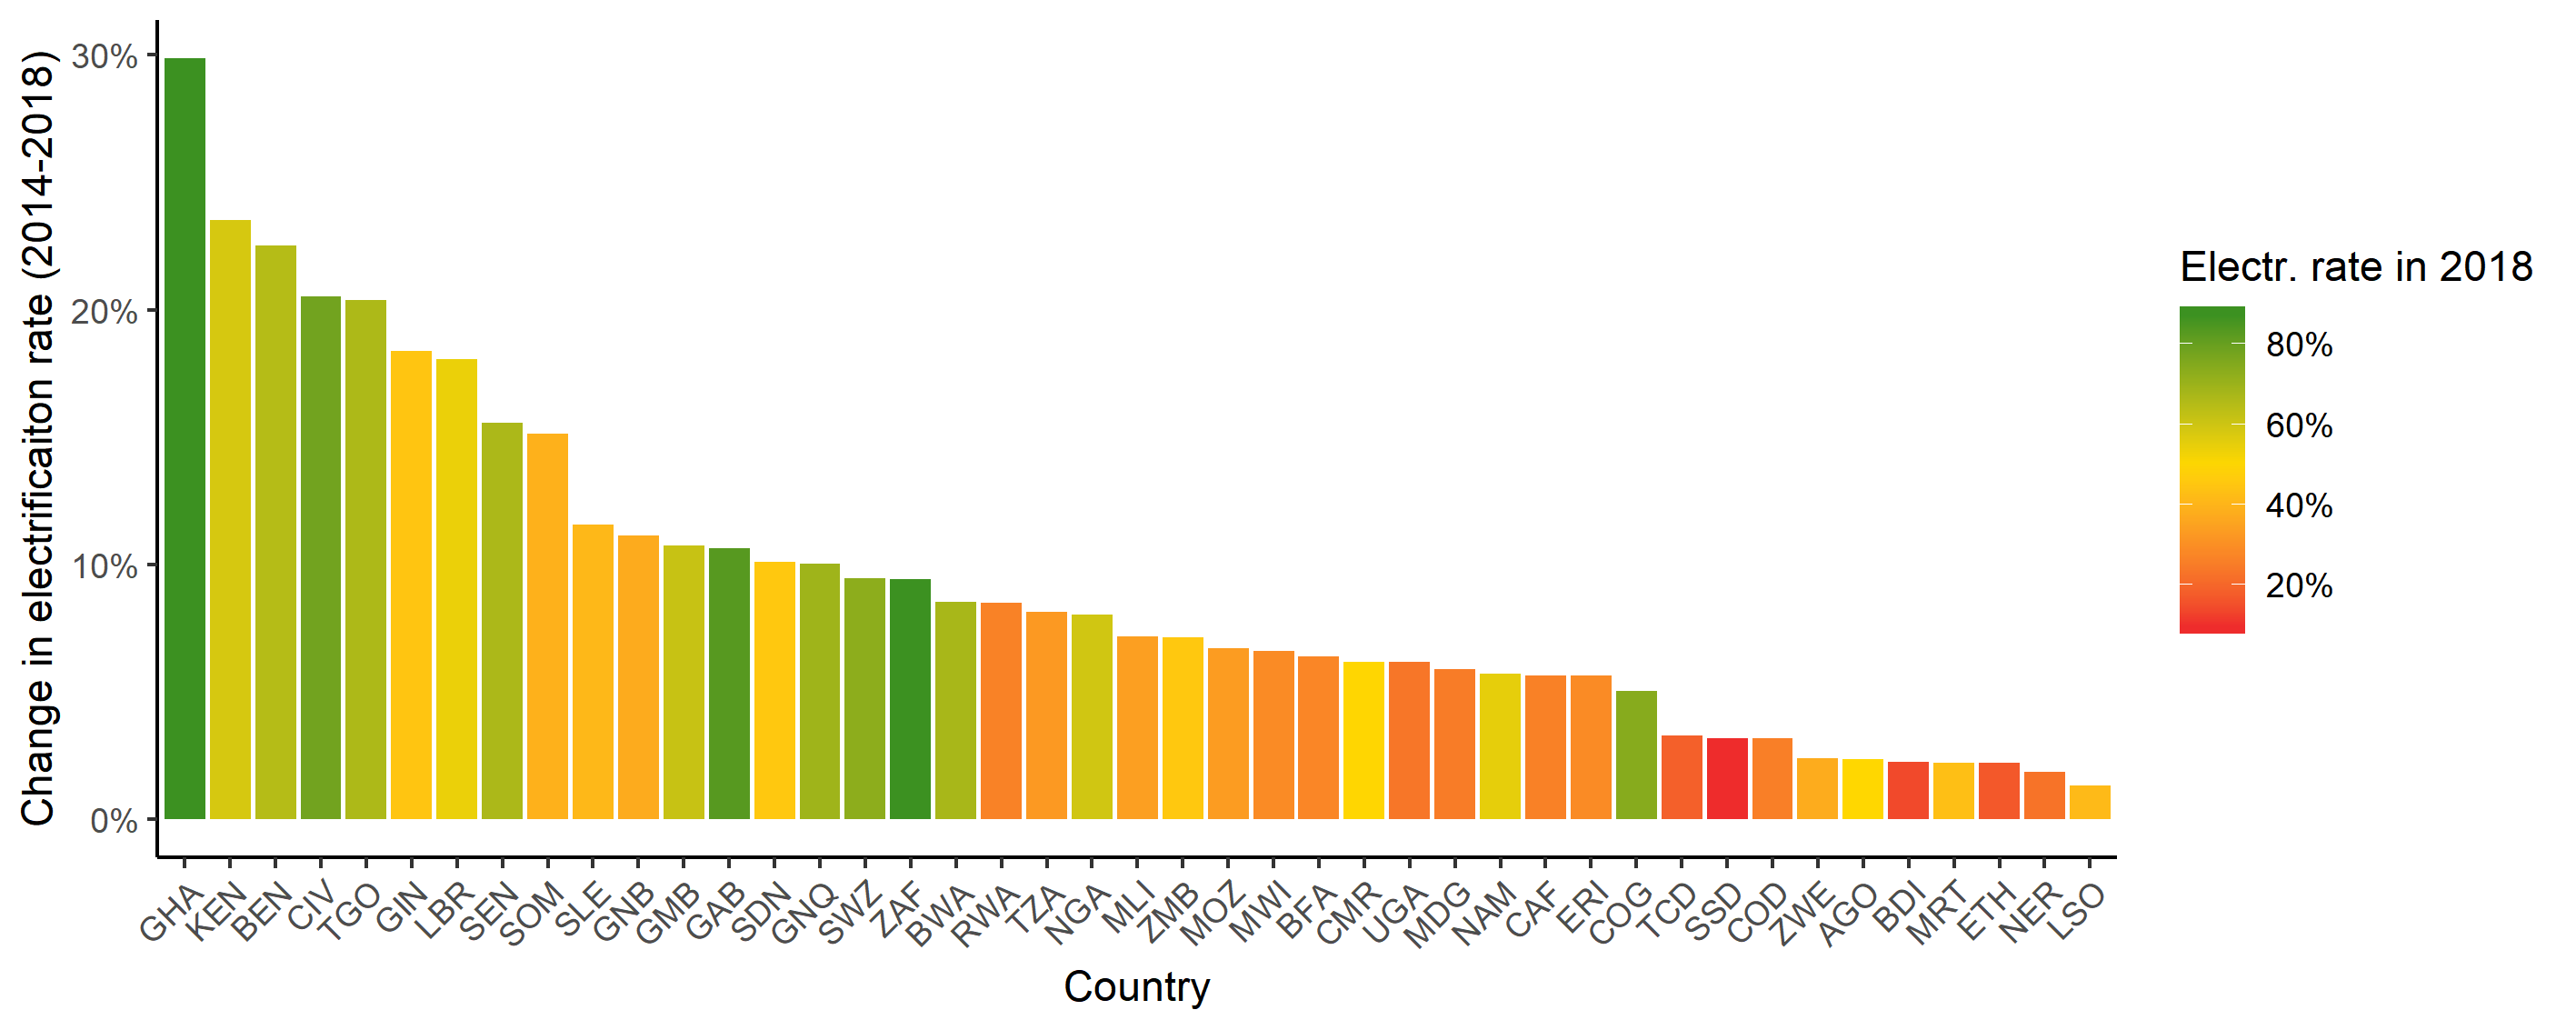 Change in electrificaiton rate (2014-2018)
30%
20%
10%
0%
GHA
KEN
BEN
CIV
TGO
GIN
LBR
SEN
SOM
SLE
GNB
GMB
GAB
SDN
GNQ
SWZ
ZAF
BWA
RWA
TZA
NGA
MLI
ZMB
MOZ
MWI
BFA
CMR
UGA
MDG
NAM
CAF
ERI
COG
TCD
SSD
COD
ZWE
AGO
BDI
MRT
ETH
NER
LSO
Country
Electr. rate in 2018
80%
60%
40%
20%